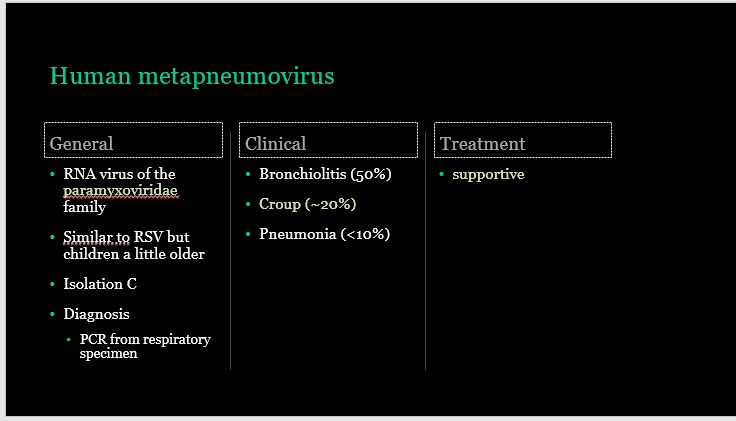 Human metapneumovirus
General
RNA virus of the
paramyxoviridae
family
Similar to RSV but
children a little older
Isolation C
Diagnosis
PCR from respiratory
specimen
Clinical
Bronchiolitis (50%)
Croup (~20%)
Pneumonia (<10%)
Treatment
supportive